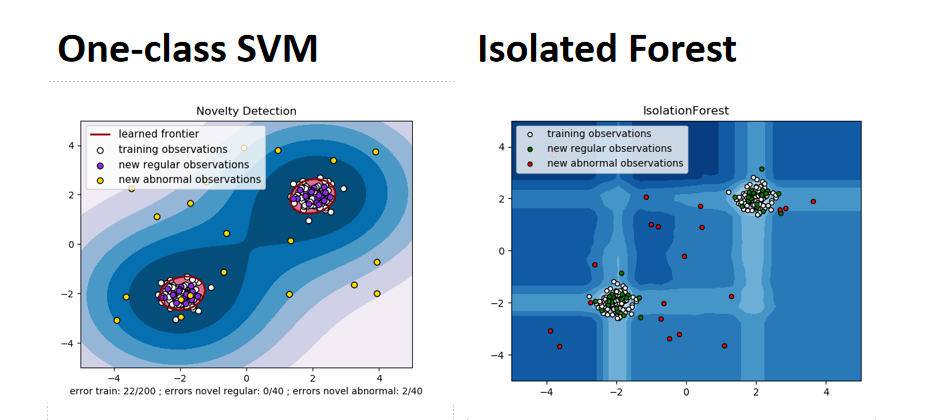 One-class SVM
Novelty Detection
learned frontier
training observations
new regular observations
new abnormal observations
4
2
0
−2
−4
−4
−2
0
2
4
error train: 22/200 ; errors novel regular: 0/40 ; errors novel abnormal: 2/40
Isolated Forest
IsolationForest
training observations
new regular observations
new abnormal observations
4
2
0
−2
−4
−4
−2
0
2
4